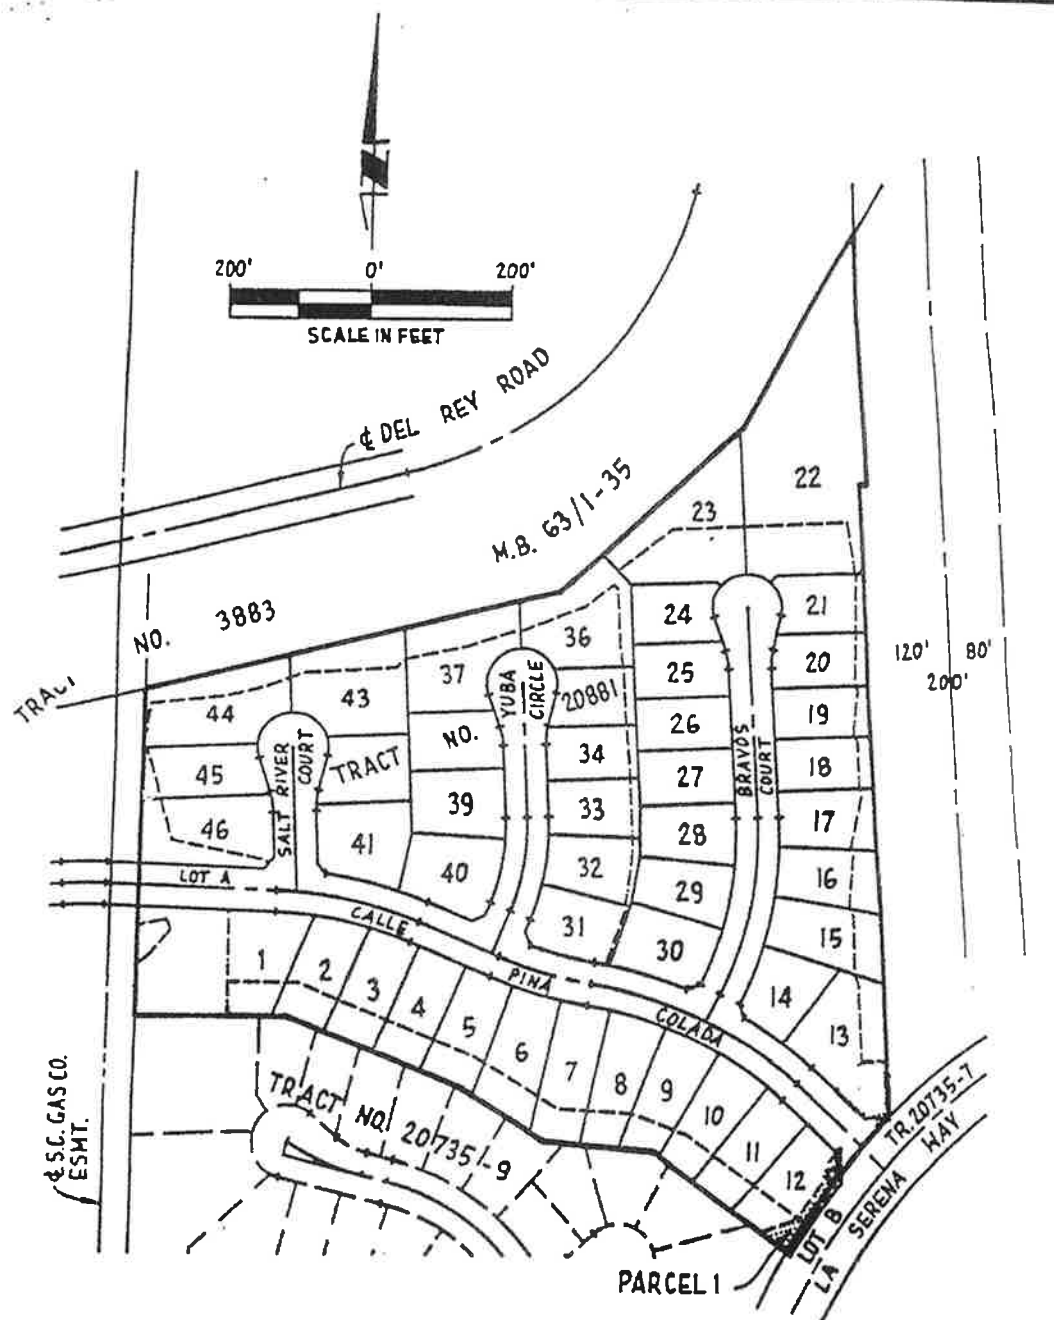 N
200' 0' 200'
SCALE IN FEET
℄ DEL REY ROAD
M.B. 63/1-35
TRACT NO. 3883
22
23
24
21
25
20
26
19
27
18
28
17
29
16
30
15
14
13
BRAVOS COURT
120' 80'
200'
36
37
YUBA CIRCLE
TRACT NO. 20881
34
39
33
40
32
31
43
44
45
46
41
SALT RIVER COURT
LOT A
CALLE PINA COLADA
1
2
3
4
5
6
7
8
9
10
11
12
TRACT NO. 20735-9
℄ S.C. GAS CO.
ESMT.
TR. 20735-7
LOT B
LA SERENA WAY
PARCEL 1